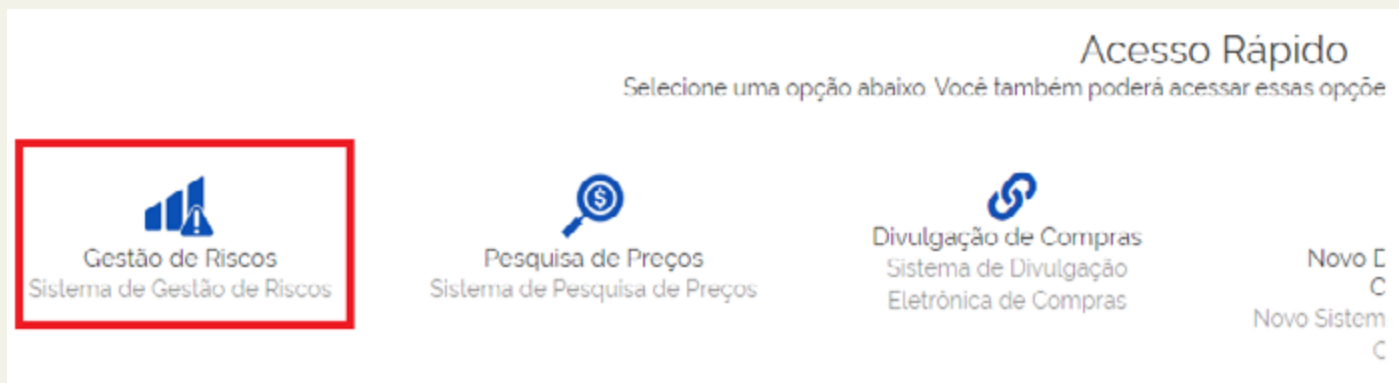 Acesso Rápido
Selecione uma opção abaixo. Você também poderá acessar essas opçõe
Gestão de Riscos
Sistema de Gestão de Riscos
Pesquisa de Preços
Sistema de Pesquisa de Preços
Divulgação de Compras
Sistema de Divulgação
Eletrônica de Compras
Novo
Novo Sistem